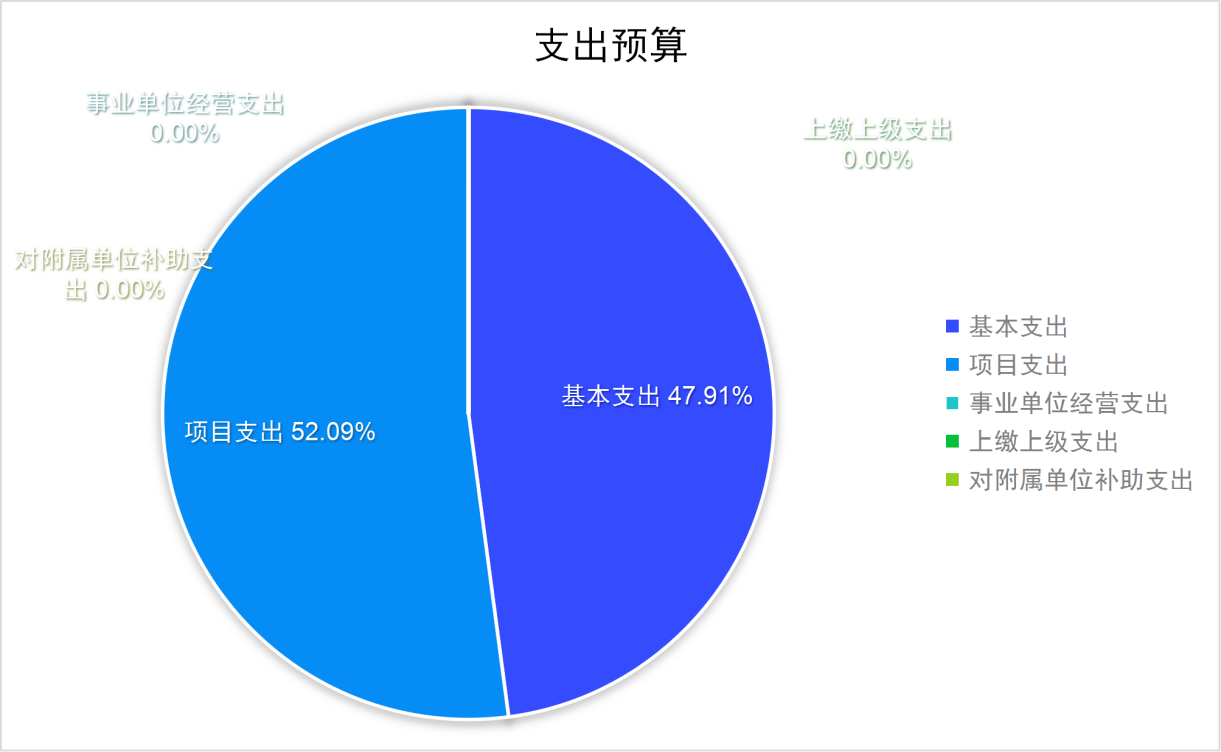 支出预算
事业单位经营支出
0.00%
上缴上级支出
0.00%
对附属单位补助支
出 0.00%
基本支出 47.91%
项目支出 52.09%
基本支出
项目支出
事业单位经营支出
上缴上级支出
对附属单位补助支出